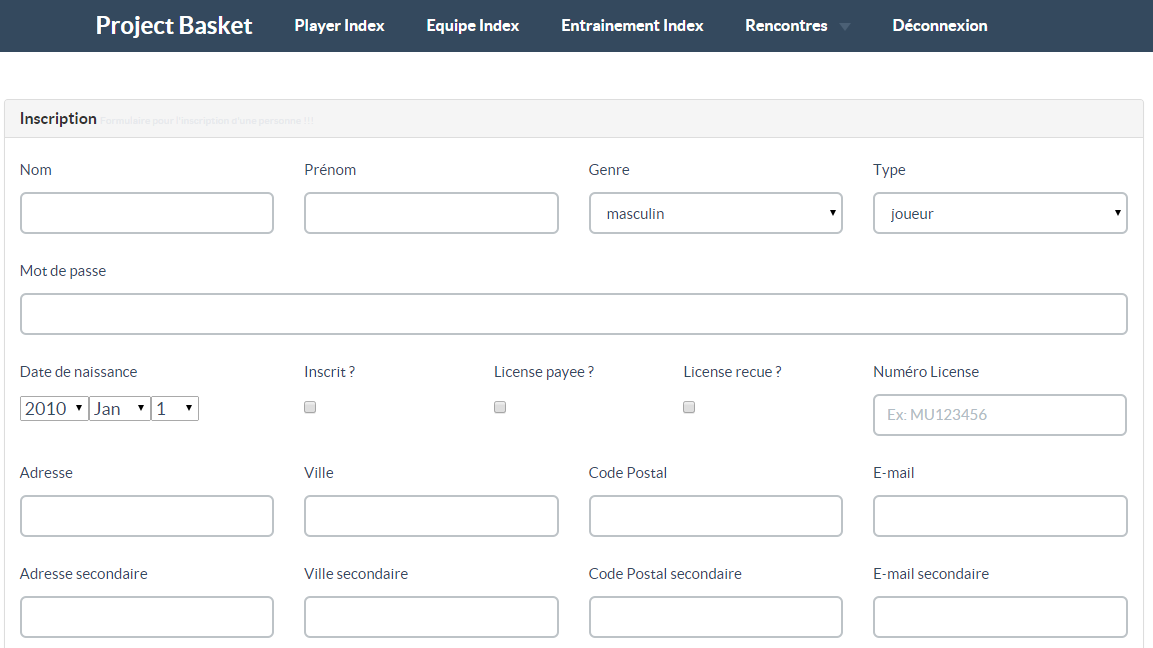 Project Basket Player Index Equipe Index Entrainement Index Rencontres Déconnexion
Inscription Formulaire pour l'inscription d'une personne !!!
Nom Prénom Genre Type
masculin joueur
Mot de passe
Date de naissance Inscrit ? License payee ? License recue ? Numéro License
2010 Jan 1 Ex: MU123456
Adresse Ville Code Postal E-mail
Adresse secondaire Ville secondaire Code Postal secondaire E-mail secondaire